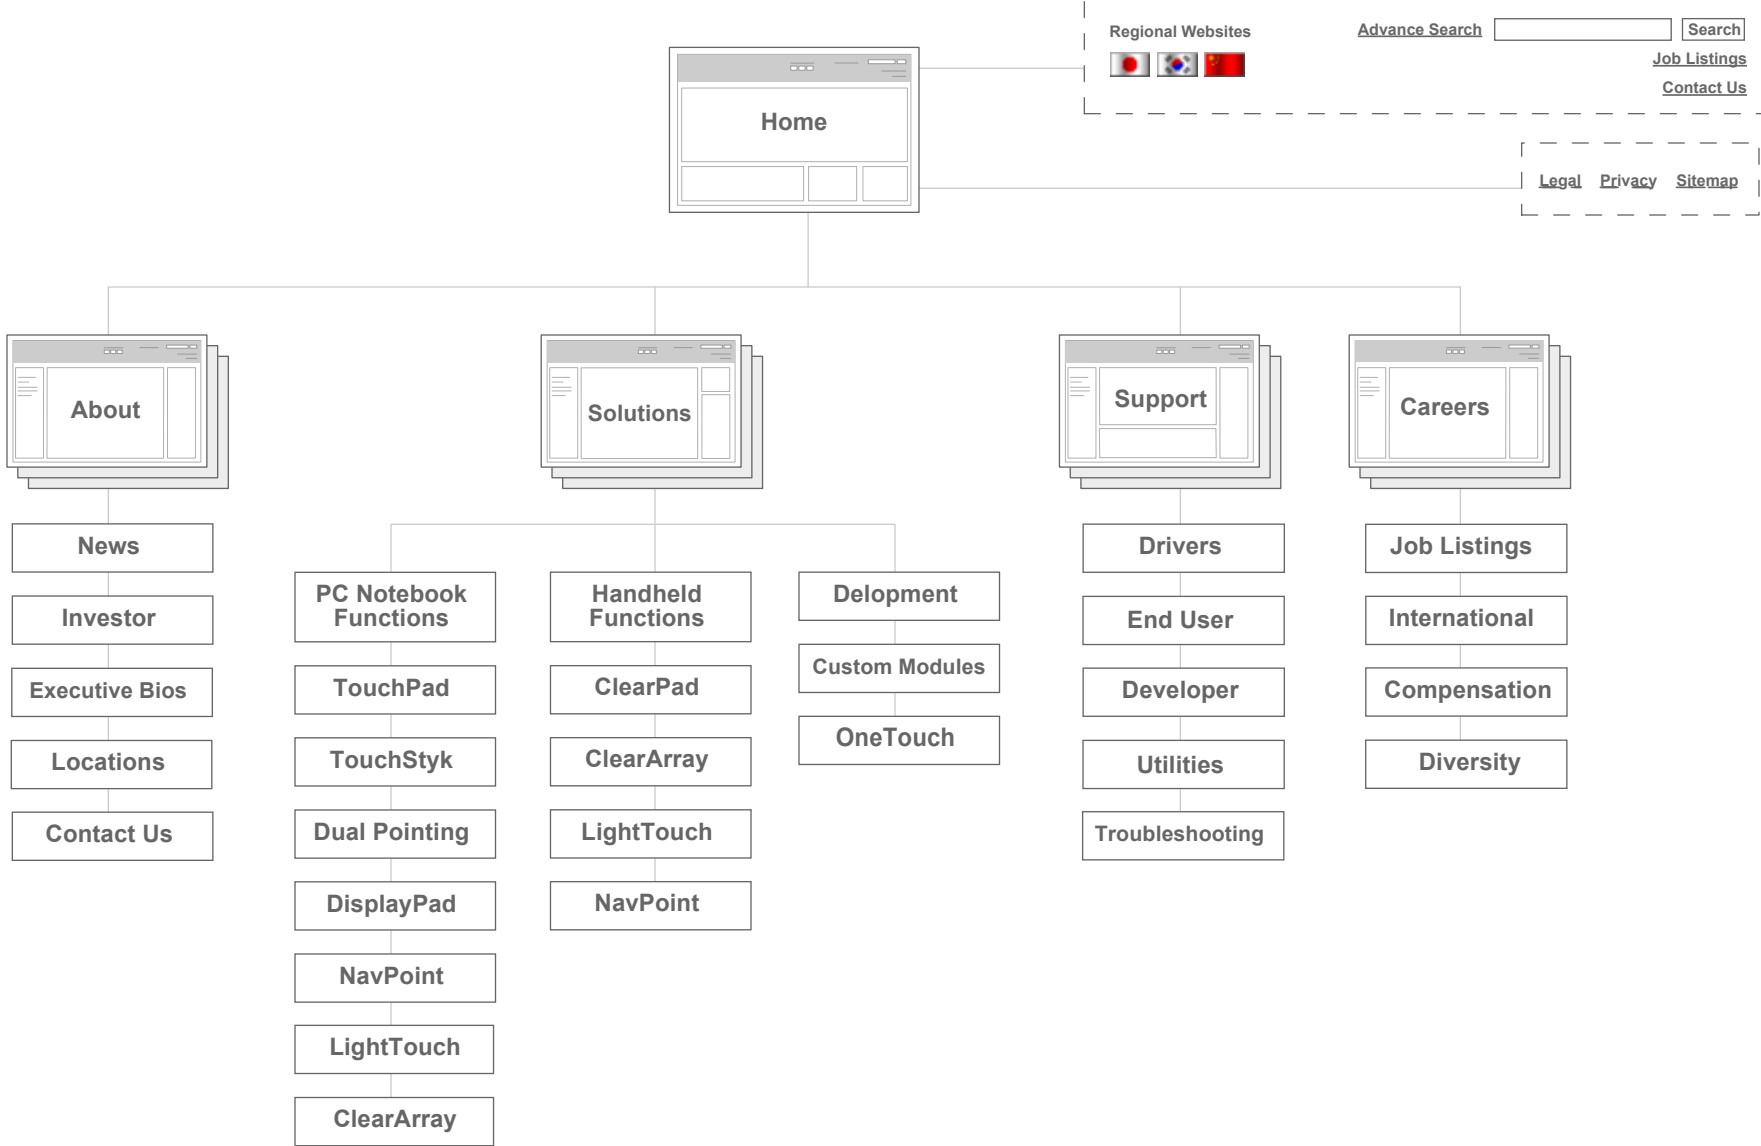 Regional Websites
Advance Search
Search
Job Listings
Contact Us
Home
Legal Privacy Sitemap
About
Solutions
Support
Careers
News
Investor
Executive Bios
Locations
Contact Us
PC Notebook
Functions
TouchPad
TouchStyk
Dual Pointing
DisplayPad
NavPoint
LightTouch
ClearArray
Handheld
Functions
ClearPad
ClearArray
LightTouch
NavPoint
Delopment
Custom Modules
OneTouch
Drivers
End User
Developer
Utilities
Troubleshooting
Job Listings
International
Compensation
Diversity